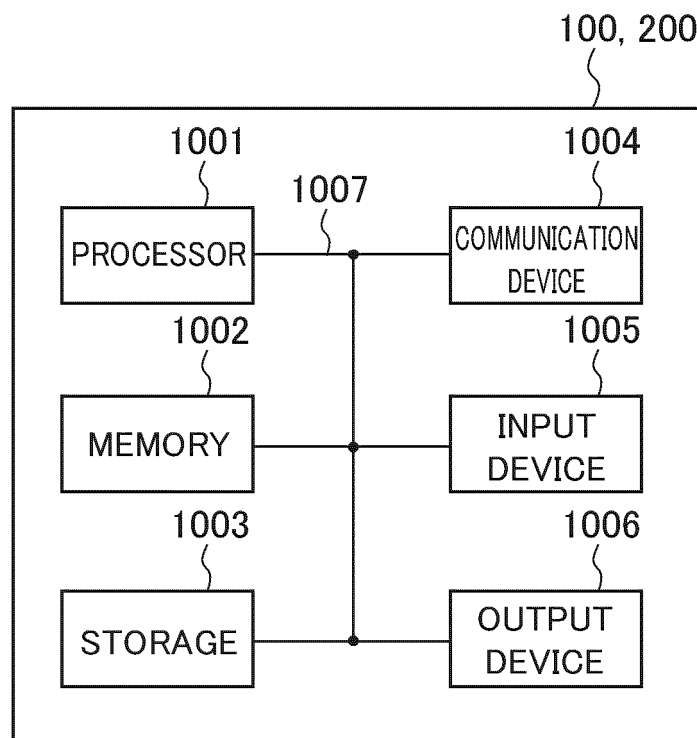 100, 200
1001
1004
1007
PROCESSOR
COMMUNICATION
DEVICE
1002
1005
MEMORY
INPUT
DEVICE
1003
1006
STORAGE
OUTPUT
DEVICE